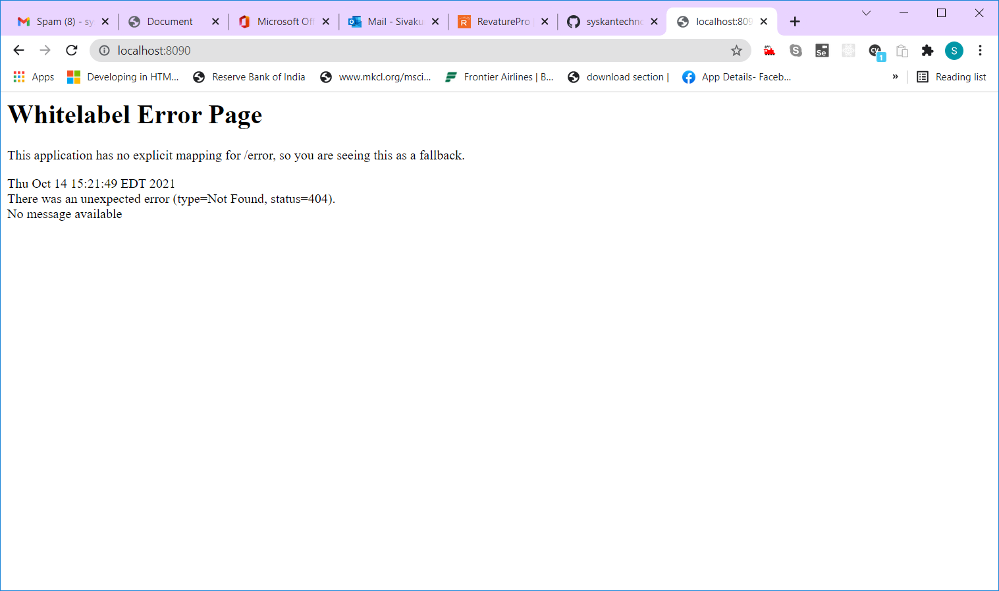 Spam (8) - sy
Document
Microsoft Off
Mail - Sivaku
RevaturePro
syskantechno
localhost:809
localhost:8090
S
Se
CY
1
S
Apps
Developing in HTM...
Reserve Bank of India
www.mkcl.org/msci...
Frontier Airlines | B...
download section |
App Details- Faceb...
»
Reading list
Whitelabel Error Page
This application has no explicit mapping for /error, so you are seeing this as a fallback.
Thu Oct 14 15:21:49 EDT 2021
There was an unexpected error (type=Not Found, status=404).
No message available